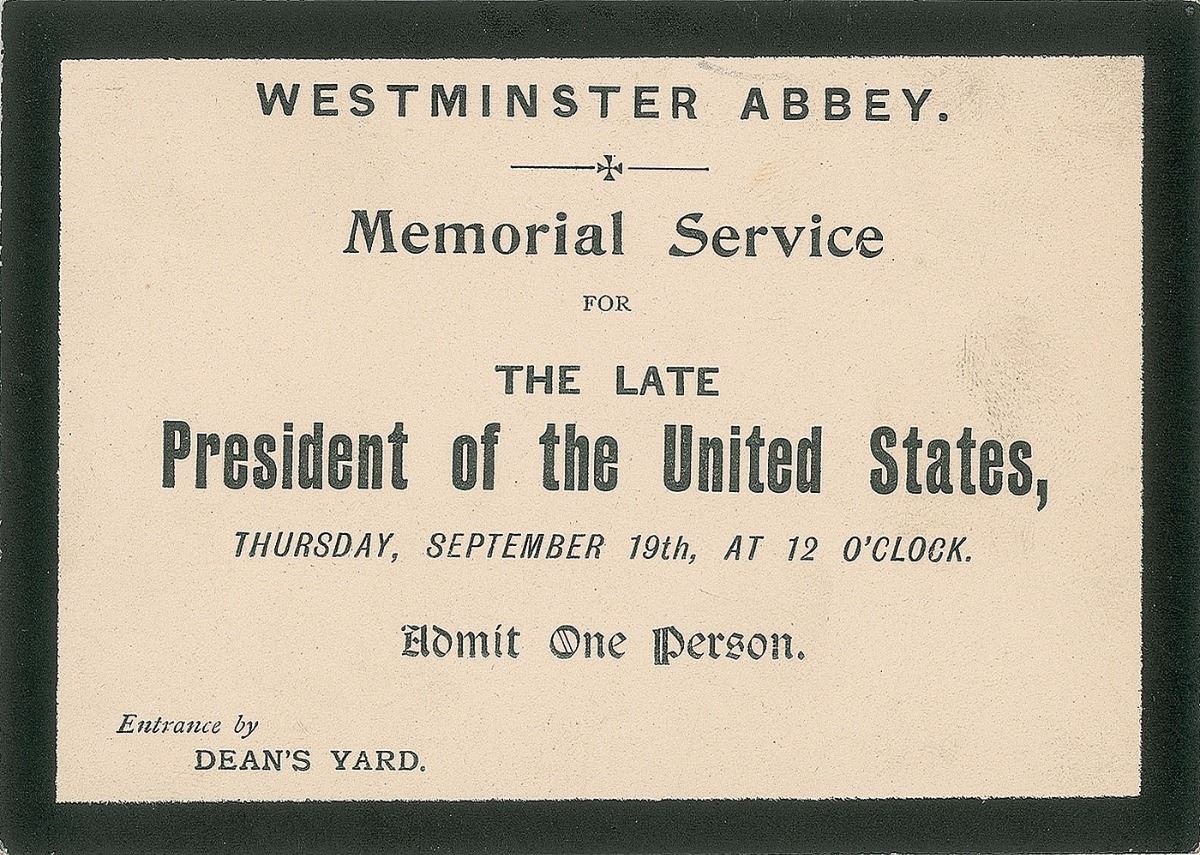 WESTMINSTER ABBEY.
Memorial Service
FOR
THE LATE
President of the United States,
THURSDAY, SEPTEMBER 19th, AT 12 O'CLOCK.
Admit One Person.
Entrance by
DEAN'S YARD.